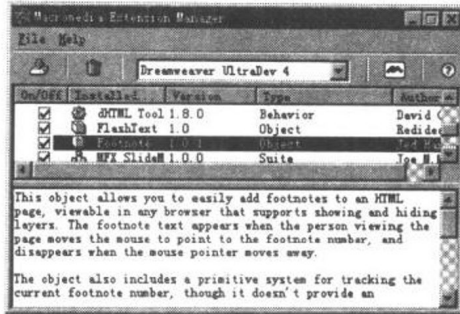 Macromedia Extension Manager
File Help
Dreamweaver UltraDev 4
On/Off Installed Version Type Author
dHTML Tool 1.8.0 Behavior David
FlashText 1.0 Object
Footnote 1.0.1 Object Jed
MFX SlideM 1.0.0 Suite Joe M.
This object allows you to easily add footnotes to an HTML
page, viewable in any browser that supports showing and hiding
layers. The footnote text appears when the person viewing the
page moves the mouse to point to the footnote number, and
disappears when the mouse pointer moves away.
The object also includes a primitive system for tracking the
current footnote number, though it doesn't provide an